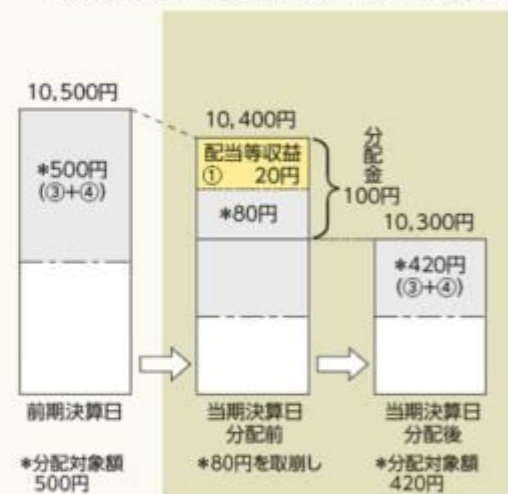 10,500円
*500円
(③+④)
前期決算日
*分配対象額
500円
10,400円
配当等収益
① 20円
*80円
分配金
100円
当期決算日
分配前
*80円を取崩し
10,300円
*420円
(③+④)
当期決算日
分配後
*分配対象額
420円